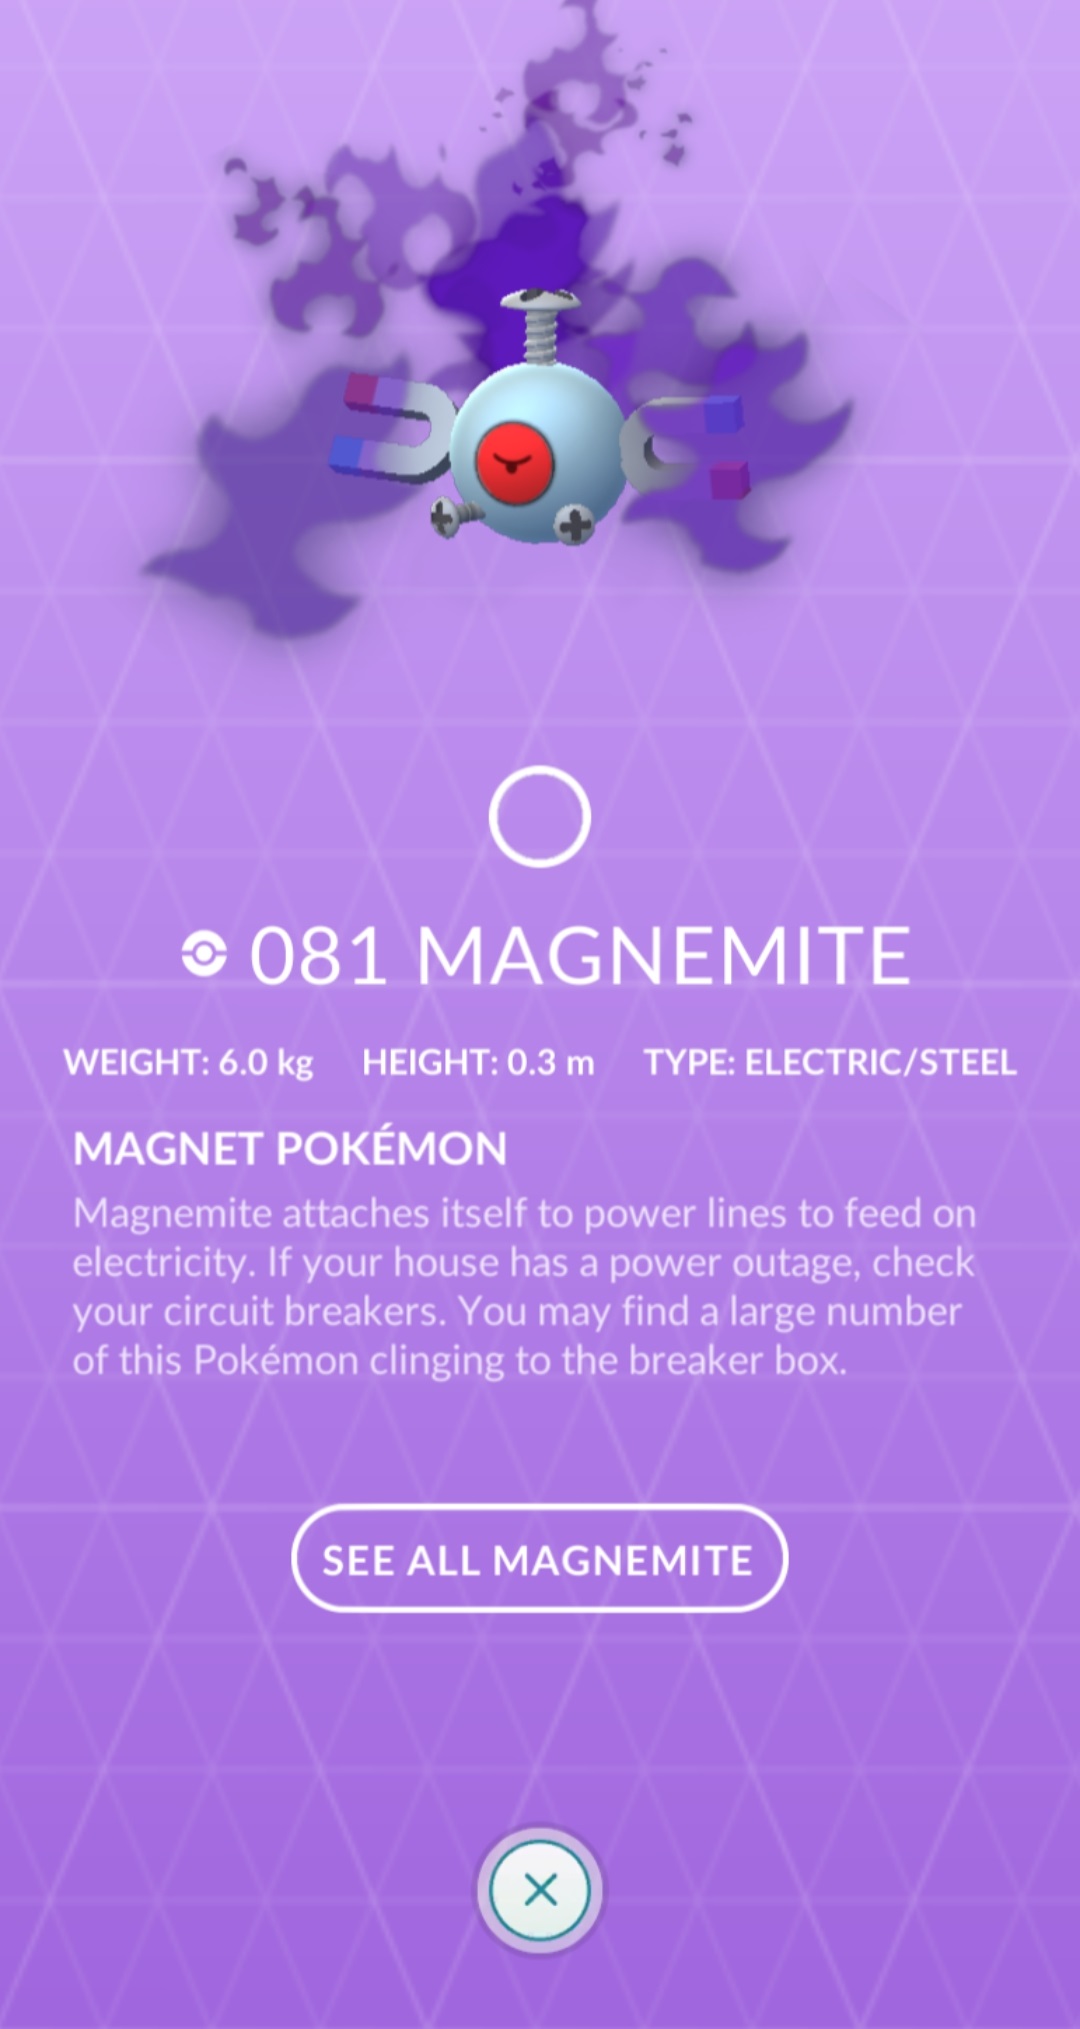 081 MAGNEMITE
WEIGHT: 6.0 kg HEIGHT: 0.3 m TYPE: ELECTRIC/STEEL
MAGNET POKÉMON
Magnemite attaches itself to power lines to feed on
electricity. If your house has a power outage, check
your circuit breakers. You may find a large number
of this Pokémon clinging to the breaker box.
SEE ALL MAGNEMITE